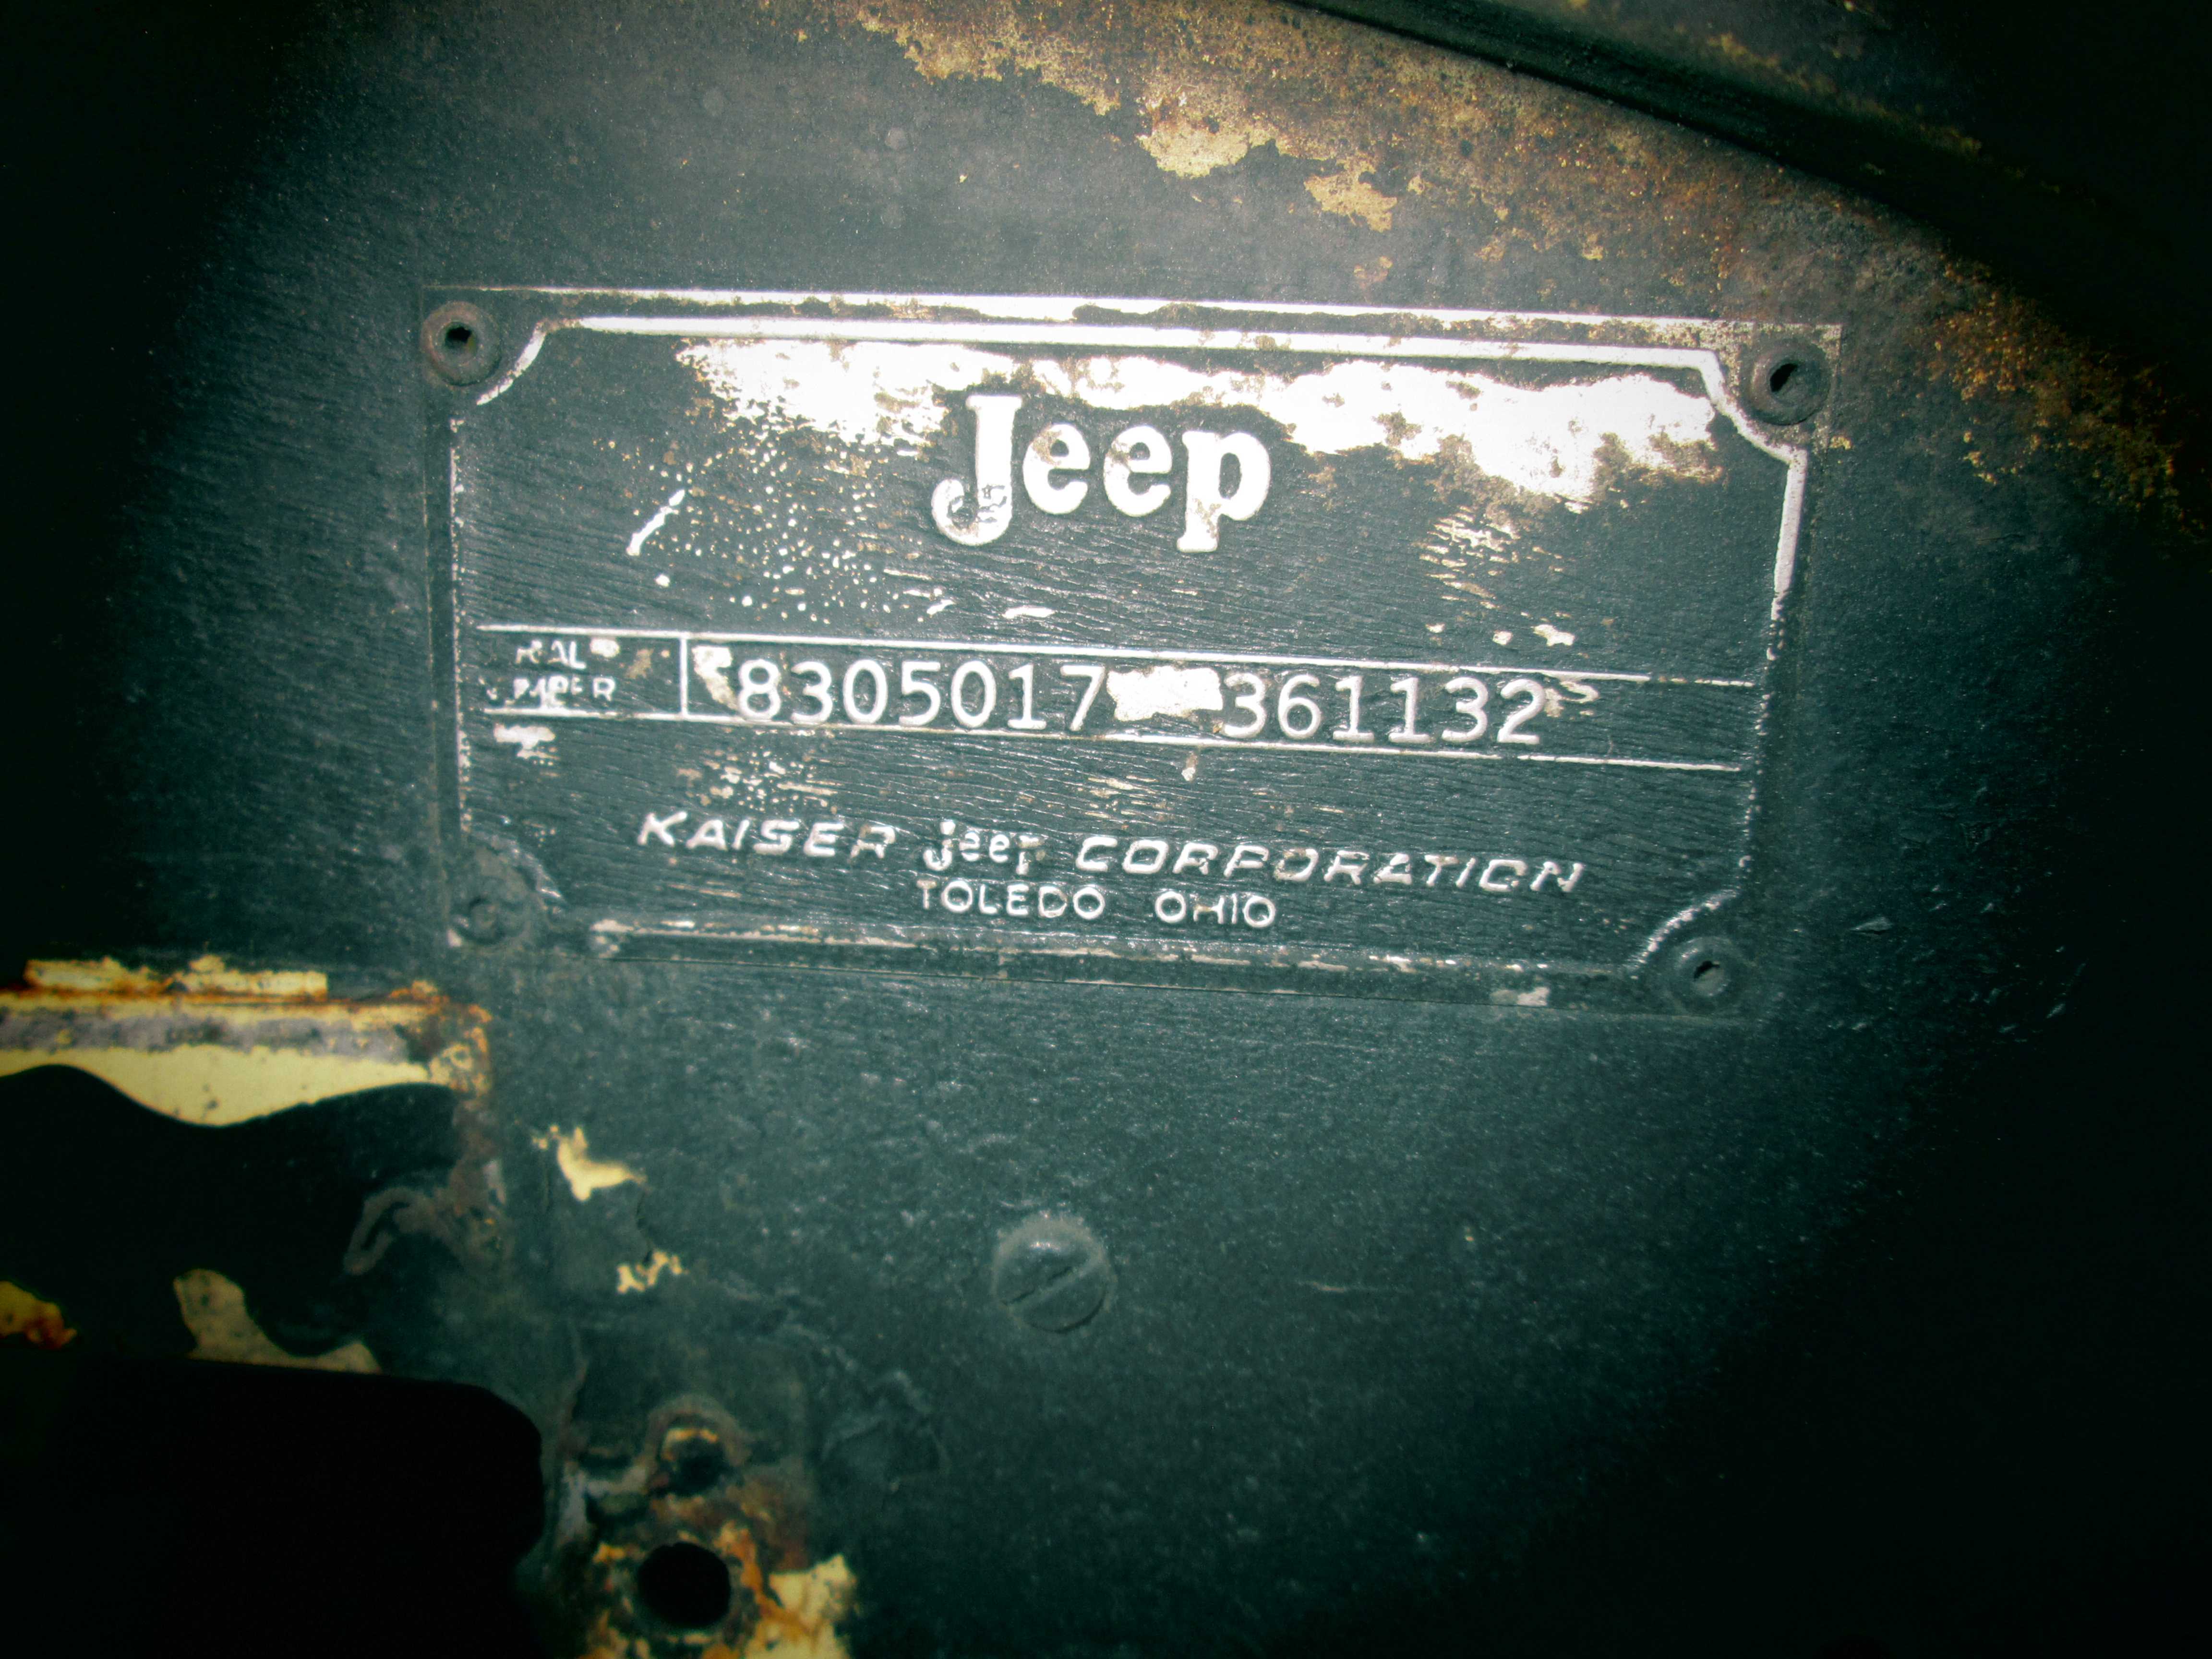 Jeep
8305017 361132
KAISER Jeep CORPORATION
TOLEDO OHIO